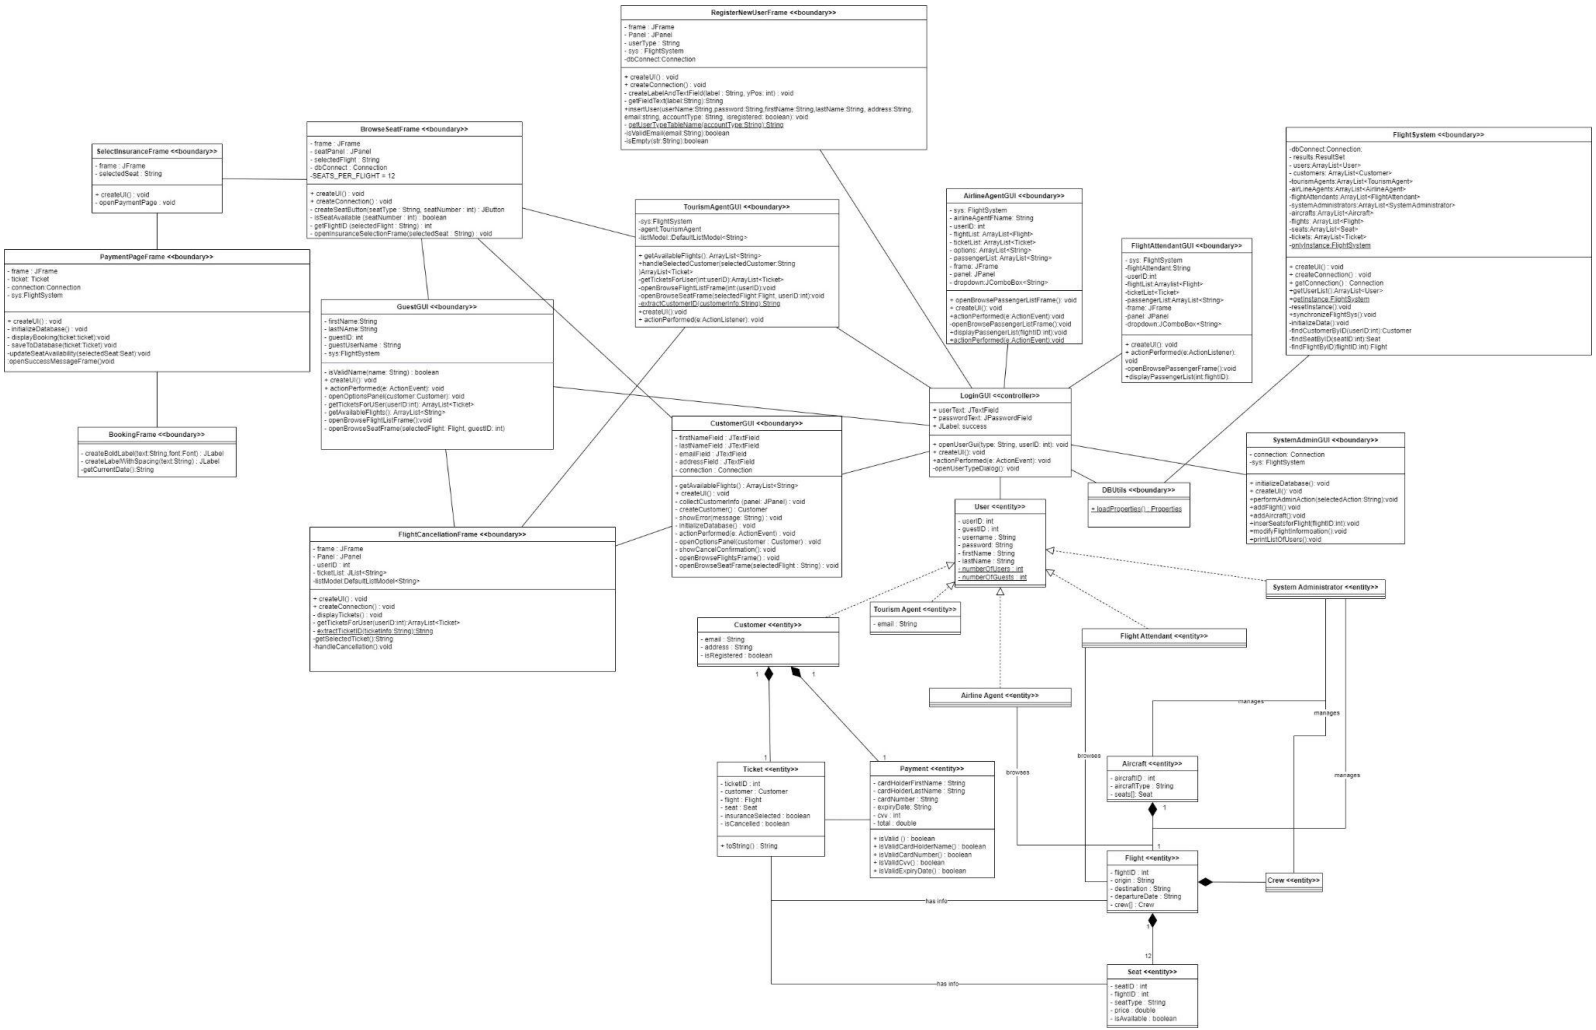 RegisterNewUserFrame <<boundary>>
- frame : JFrame
- Panel : JPanel
- userType : String
- sys : FlightSystem
-dbConnect:Connection
+ createUI() : void
+ createConnection() : void
- createLabelAndTextField(label : String, yPos: int) : void
- getFieldText(label:String):String
+insertUser(userName:String,password:String,firstName:String,lastName:String, address:String,
email:string, accountType: String, isregistered: boolean): void
- getUserTypeTableName(accountType:String):String
-isValidEmail(email:String):boolean
-isEmpty(str:String):boolean
BrowseSeatFrame <<boundary>>
- frame : JFrame
- seatPanel : JPanel
- selectedFlight : String
- dbConnect : Connection
-SEATS_PER_FLIGHT = 12
+ createUI() : void
+ createConnection() : void
- createSeatButton(seatType : String, seatNumber : int) : JButton
- isSeatAvailable (seatNumber : int) : boolean
- getFlightID (selectedFlight : String) : int
- openInsuranceSelectionFrame(selectedSeat : String) : void
SelectInsuranceFrame <<boundary>>
- frame : JFrame
- selectedSeat : String
+ createUI() : void
- openPaymentPage : void
PaymentPageFrame <<boundary>>
- frame : JFrame
- ticket: Ticket
- connection:Connection
- sys:FlightSystem
+ createUI() : void
- initializeDatabase() : void
- displayBooking(ticket:ticket):void
- saveToDatabase(ticket:Ticket):void
-updateSeatAvailability(selectedSeat:Seat):void
:openSuccessMessageFrame()void
BookingFrame <<boundary>>
- createBoldLabel(text:String,font:Font) : JLabel
- createLabelWithSpacing(text:String) : JLabel
-getCurrentDate():String
GuestGUI <<boundary>>
- firstName:String
- lastNAme:String
- guestID: int
- guestUserName : String
- sys:FlightSystem
- isValidName(name: String) : boolean
+ createUI(): void
+ actionPerformed(e: ActionEvent): void
- openOptionsPanel(customer:Customer) : void
- getTicketsForUSer(userID:int): ArrayList<Ticket>
- getAvailableFlights(): ArrayList<String>
- openBrowseFlightListFrame():void
- openBrowseSeatFrame(selectedFlight: Flight, guestID: int)
TourismAgentGUI <<boundary>>
-sys:FlightSystem
-agent:TourismAgent
-listModel::DefaultListModel<String>
+ getAvailableFlights(): ArrayList<String>
+handleSelectedCustomer(selectedCustomer:String
)ArrayList<Ticket>
-getTicketsForUser(int:userID):ArrayList<Ticket>
-openBrowseFlightListFrame(int:userID):void
-openBrowseSeatFrame(selectedFlight:Flight, userID:int):void
-extractCustomerID(customerInfo:String):String
+createUI():void
+ actionPerformed(e:ActionListener): void
AirlineAgentGUI <<boundary>>
- sys: FlightSystem
- airlineAgentFName: String
- userID: int
- flightList: ArrayList<Flight>
- ticketList: ArrayList<Ticket>
- options: ArrayList<String>
- passengerList: ArrayList<String>
- frame: JFrame
- panel: JPanel
- dropdown:JComboBox<String>
+ openBrowsePassengerListFrame(): void
+ createUI(): void
+actionPerformed(e: ActionEvent): void
-openBrowsePassengerListFrame():void
+displayPassengerList(flightID:int):void
+actionPerformed(e:ActionEvent):void
FlightAttendantGUI <<boundary>>
- sys: FlightSystem
-flightAttendant:String
-userID:int
-flightList:Arraylist<Flight>
-ticketList<Ticket>
-passengerList:ArrayList<String>
-frame: JFrame
-panel: JPanel
-dropdown:JComboBox<String>
+ createUI(): void
+ actionPerformed(e:ActionListener):
void
-openBrowsePassengerFrame():void
+displayPassengerList(int:flightID):
FlightSystem <<boundary>>
-dbConnect:Connection:
- results:ResultSet
- users:ArrayList<User>
- customers: ArrayList<Customer>
-tourismAgents:ArrayList<TourismAgent>
-airLineAgents:ArrayList<AirlineAgent>
-flightAttendants:ArrayList<FlightAttendant>
-systemAdministrators:ArrayList<SystemAdministrator>
-aircrafts:ArrayList<Aircraft>
-flights: ArrayList<Flight>
-seats:ArrayList<Seat>
-tickets: ArrayList<Ticket>
-onlyInstance:FlightSystem
+ createUI() : void
+ createConnection() : void
+ getConnection() : Connection
+getUserList():ArrayList<User>
+getInstance:FlightSystem
-resetInstance():void
+synchronizeFlightSys():void
-initializeData():void
-findCustomerByID(userID:int):Customer
-findSeatByID(seatID:int):Seat
-findFlightByID(flightID:int):Flight
LoginGUI <<controller>>
+ userText: JTextField
+ passwordText: JPasswordField
+ JLabel: success
+ openUserGui(type: String, userID: int): void
+ createUI(): void
+actionPerformed(e: ActionEvent): void
-openUserTypeDialog(): void
CustomerGUI <<boundary>>
- firstNameField : JTextField
- lastNameField : JTextField
- emailField : JTextField
- addressField : JTextField
- connection : Connection
- getAvailableFlights() : ArrayList<String>
+ createUI() : void
- collectCustomerInfo (panel: JPanel) : void
- createCustomer() : Customer
- showError(message: String) : void
- initializeDatabase() : void
- actionPerformed(e: ActionEvent) : void
- openOptionsPanel(customer : Customer) : void
- showCancelConfirmation(): void
- openBrowseFlightsFrame() : void
- openBrowseSeatFrame(selectedFlight : String) : void
SystemAdminGUI <<boundary>>
- connection: Connection
-sys: FlightSystem
+ initializeDatabase(): void
+ createUI(): void
+performAdminAction(selectedAction:String):void
+addFlight():void
+addAircraft():void
+inserSeatsforFlight(flightID:int):void
+modifyFlightInformoation():void
+printListOfUsers():void
DBUtils <<boundary>>
+ loadProperties() : Properties
User <<entity>>
- userID: int
- guestID : int
- username : String
- password: String
- firstName : String
- lastName : String
- numberOfUsers : int
- numberOfGuests : int
FlightCancellationFrame <<boundary>>
- frame : JFrame
- Panel : JPanel
- userID : int
- ticketList: JList<String>
-listModel:DefaultListModel<String>
+ createUI() : void
+ createConnection() : void
- displayTickets() : void
- getTicketsForUser(userID:int):ArrayList<Ticket>
- extractTicketID(ticketInfo:String):String
-getSelectedTicket():String
-handleCancellation():void
System Administrator <<entity>>
Tourism Agent <<entity>>
- email : String
Customer <<entity>>
- email : String
- address : String
- isRegistered : boolean
Flight Attendant <<entity>>
Airline Agent <<entity>>
1
1
manages
manages
browses
browses
manages
1
1
Ticket <<entity>>
- ticketID : int
- customer : Customer
- flight : Flight
- seat : Seat
- insuranceSelected : boolean
- isCancelled : boolean
+ toString() : String
Payment <<entity>>
- cardHolderFirstName : String
- cardHolderLastName : String
- cardNumber : String
- expiryDate: String
- cvv : int
- total : double
+ isValid () : boolean
+ isValidCardHolderName() : boolean
+ isValidCardNumber() : boolean
+ isValidCvv() : boolean
+ isValidExpiryDate() : boolean
Aircraft <<entity>>
- aircraftID : int
- aircraftType : String
- seats[]: Seat
1
1
Flight <<entity>>
- flightID : int
- origin : String
- destination : String
- departureDate : String
- crew[] : Crew
Crew <<entity>>
has info
1
12
has info
Seat <<entity>>
- seatID : int
- flightID : int
- seatType : String
- price : double
- isAvailable : boolean